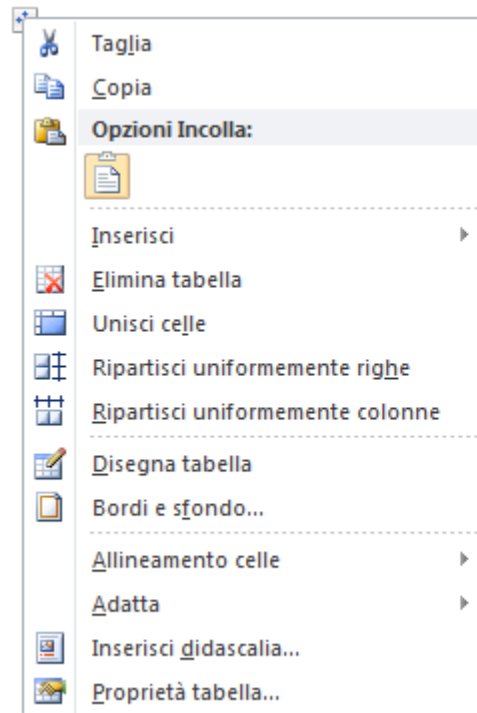 Taglia
Copia
Opzioni Incolla:
Inserisci
Elimina tabella
Unisci celle
Ripartisci uniformemente righe
Ripartisci uniformemente colonne
Disegna tabella
Bordi e sfondo...
Allineamento celle
Adatta
Inserisci didascalia...
Proprietà tabella...